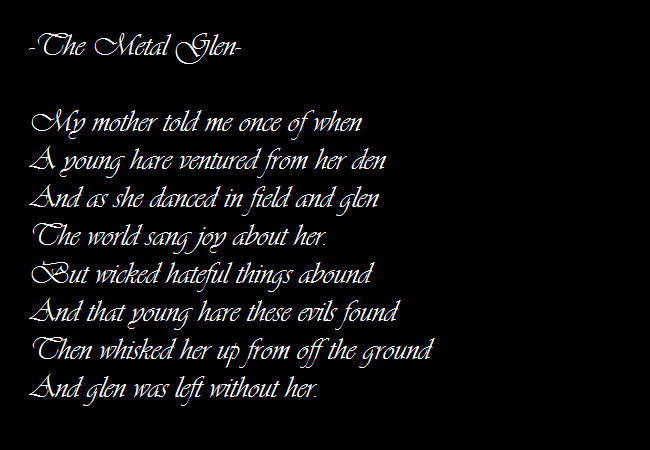 -The Metal Glen-
My mother told me once of when
A young hare ventured from her den
And as she danced in field and glen
The world sang joy about her.
But wicked hateful things abound
And that young hare these evils found
Then whisked her up from off the ground
And glen was left without her.